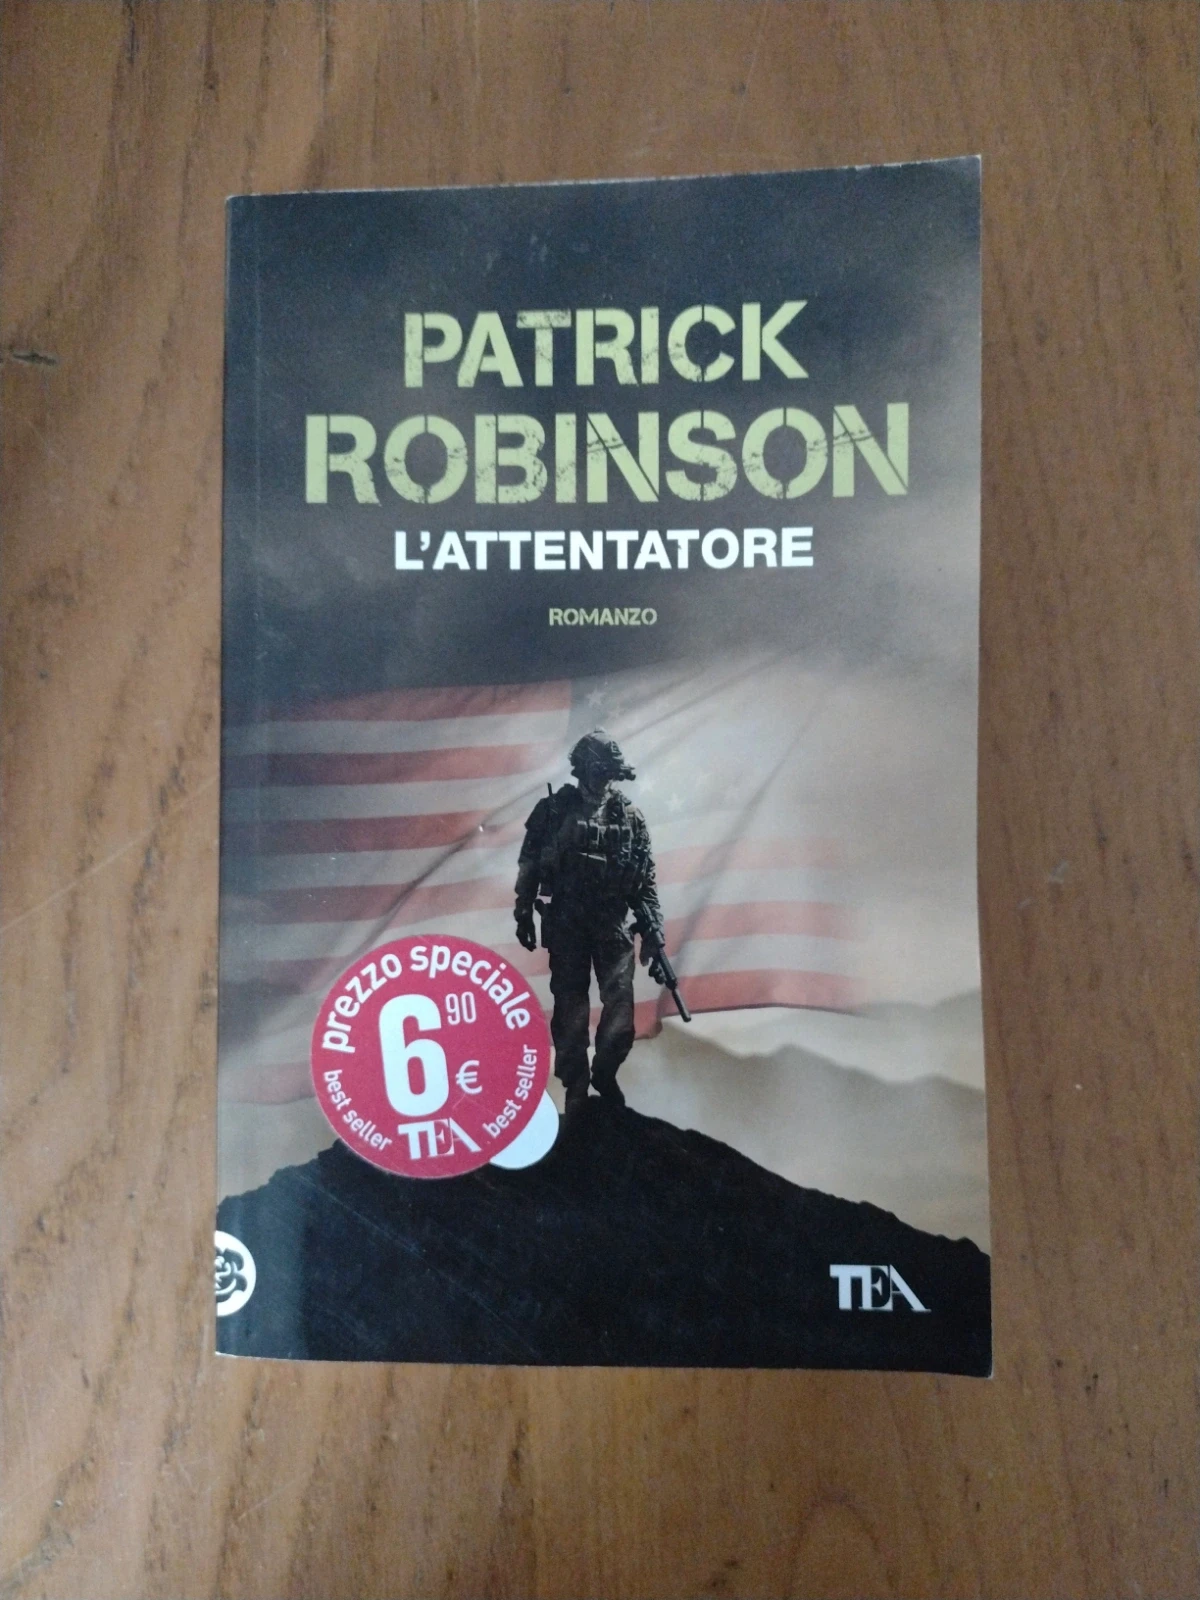 PATRICK
ROBINSON
L'ATTENTATORE
ROMANZO
prezzo speciale
6 90
€
best seller
TEA
best seller
TEA